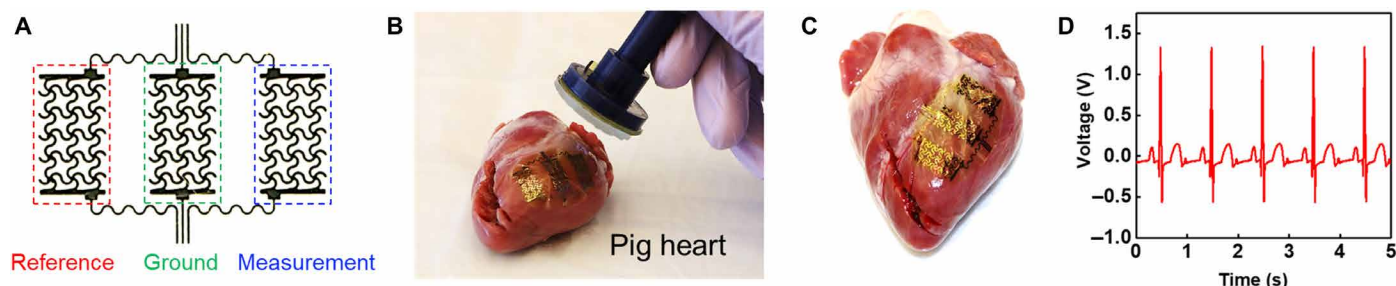 A
Reference Ground Measurement
B
Pig heart
C
D
Voltage (V)
1.5
1.0
0.5
0.0
–0.5
–1.0
0 1 2 3 4 5
Time (s)